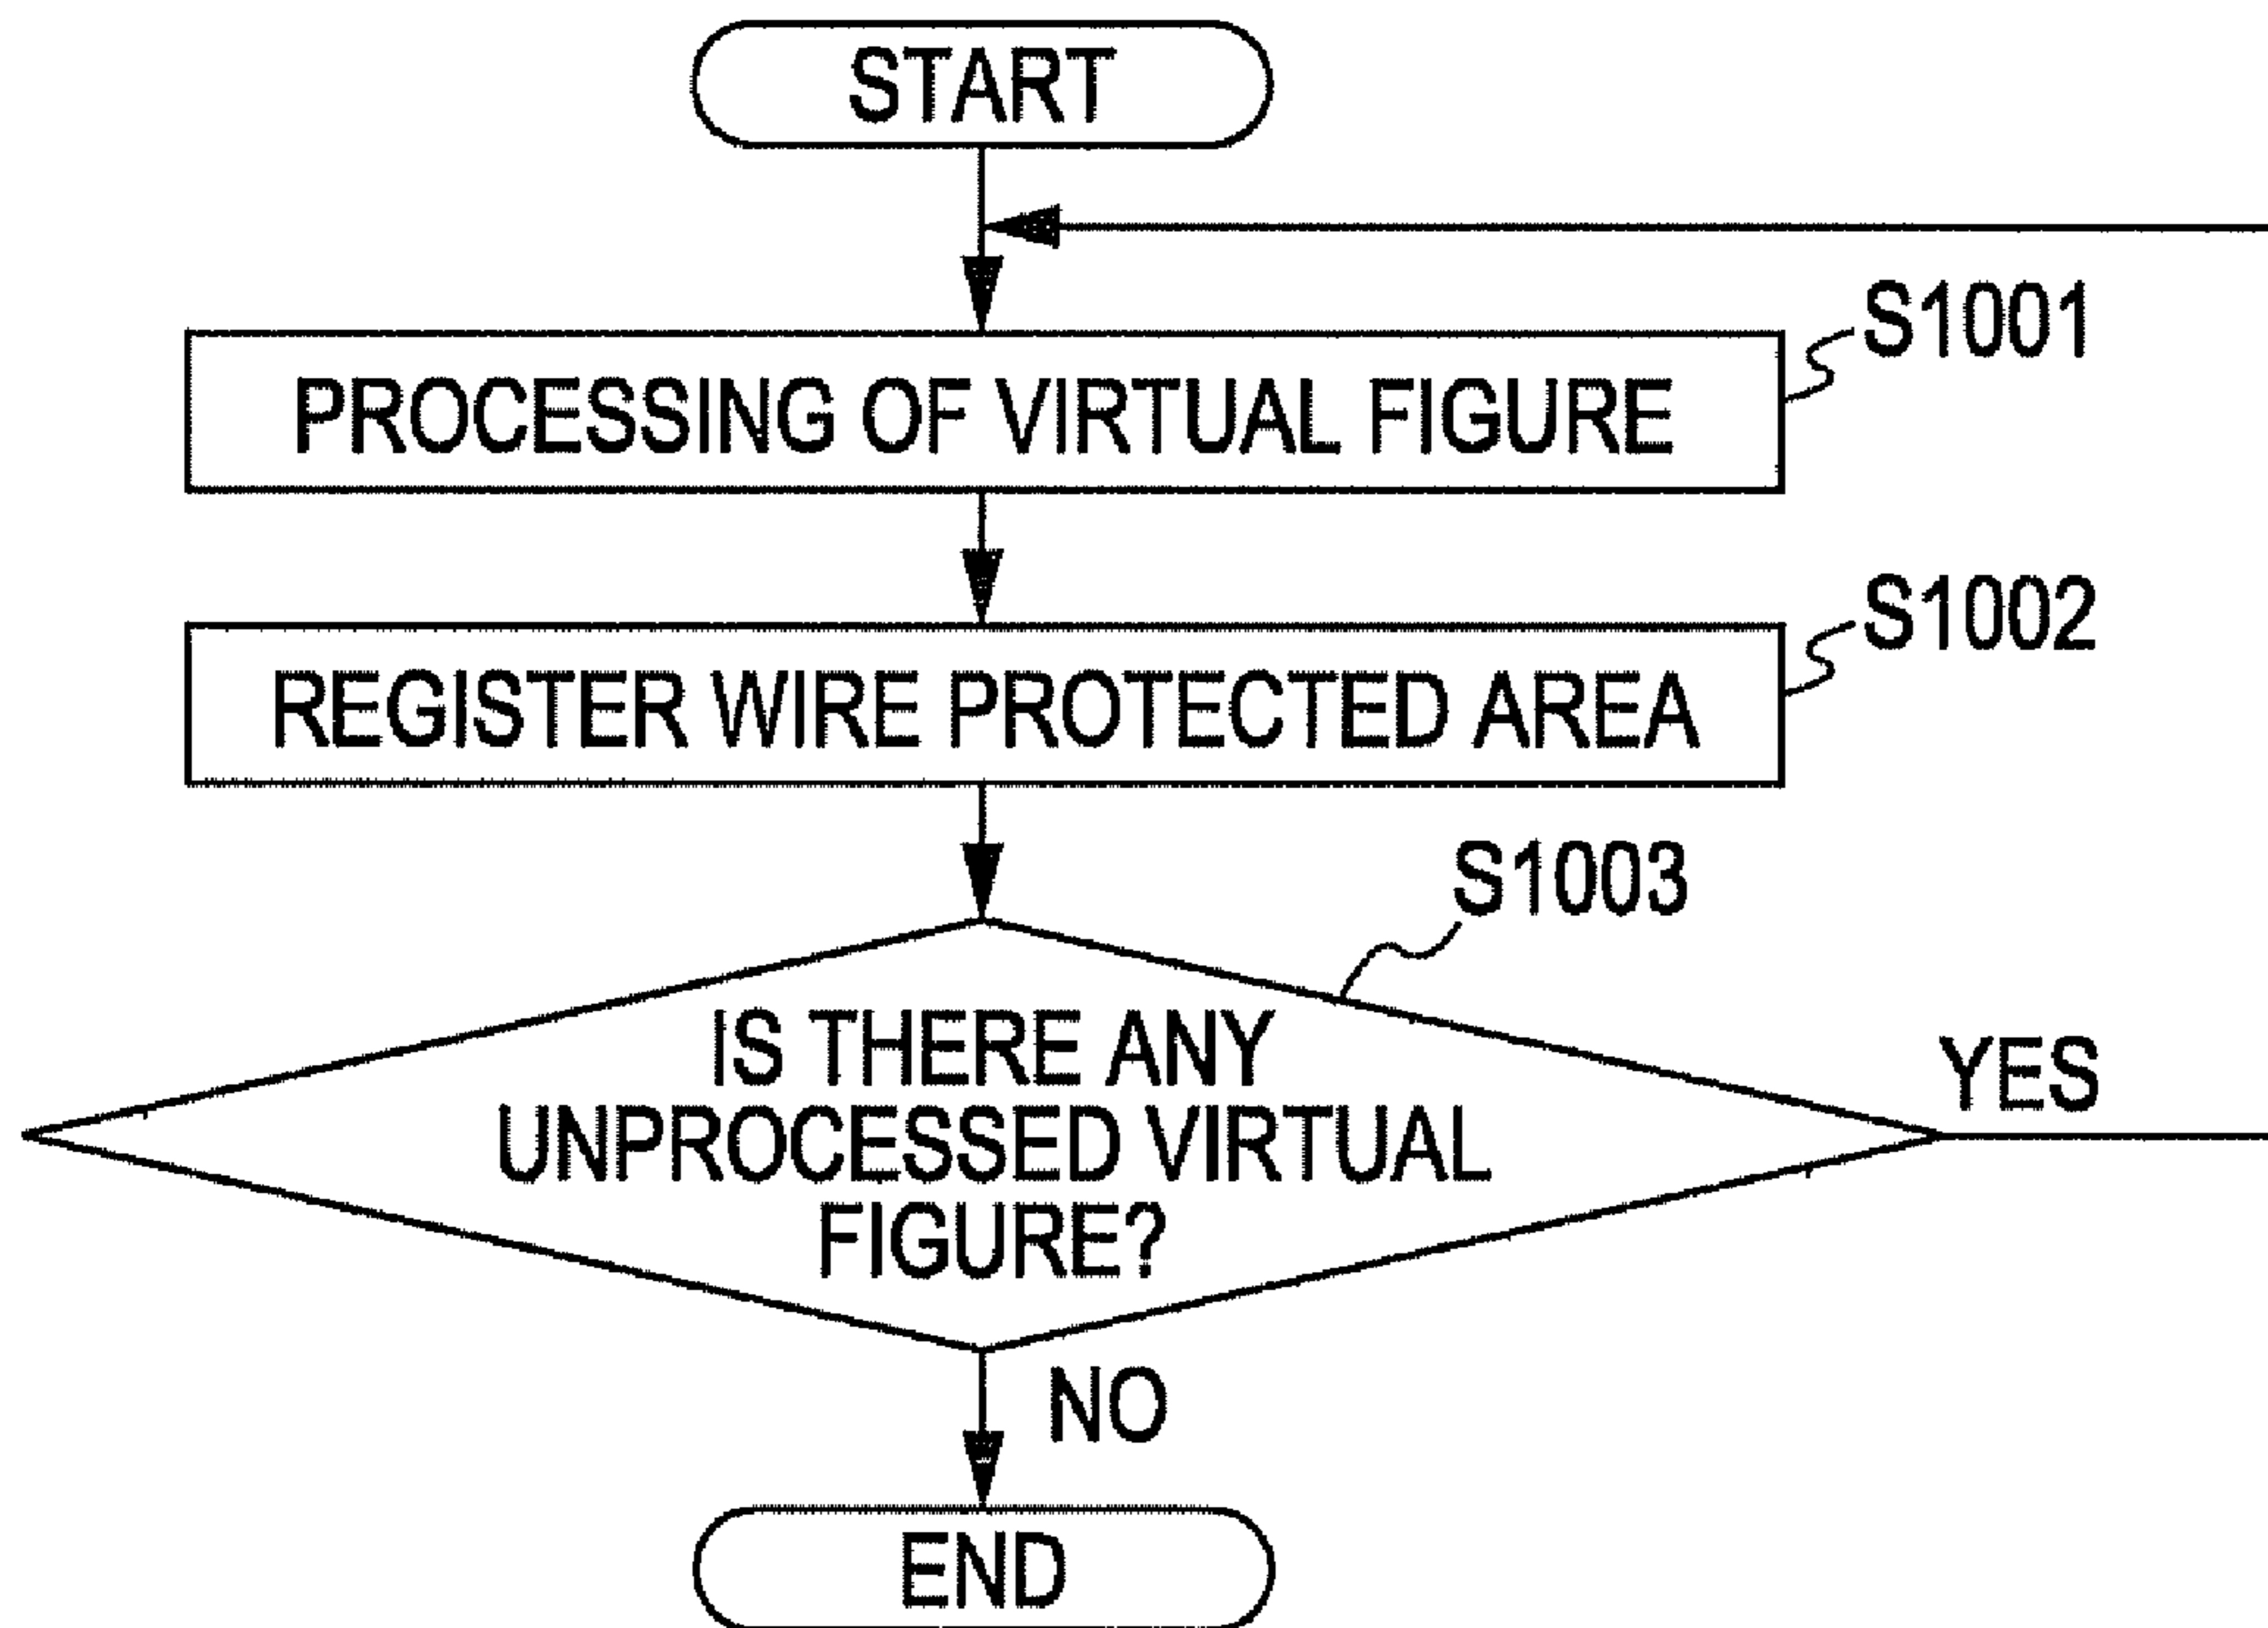 START
S1001
PROCESSING OF VIRTUAL FIGURE
S1002
REGISTER WIRE PROTECTED AREA
S1003
IS THERE ANY
UNPROCESSED VIRTUAL
FIGURE?
YES
NO
END